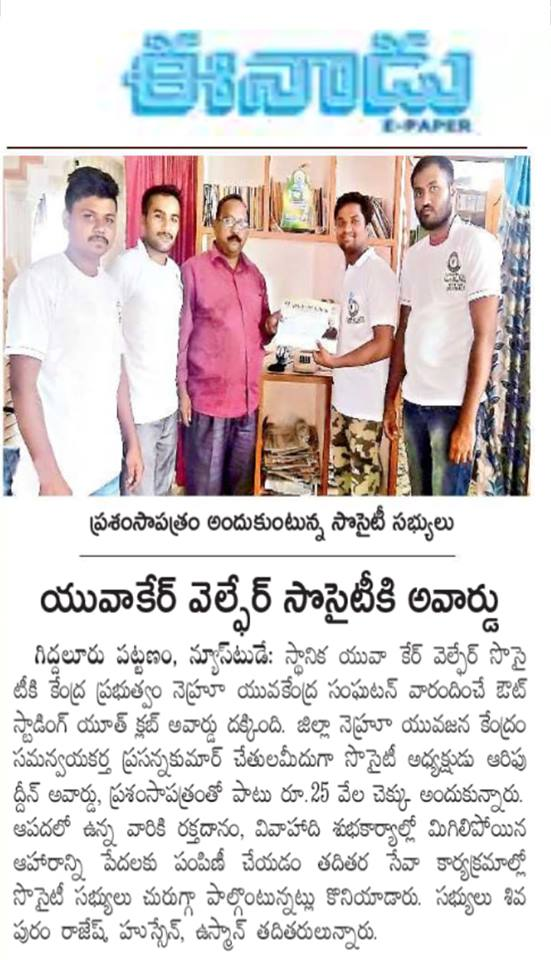 ఈనాడు
E-PAPER
ప్రశంసాపత్రం అందుకుంటున్న సొసైటీ సభ్యులు
యువాకేర్ వెల్ఫేర్ సొసైటీకి అవార్డు
గిద్దలూరు పట్టణం, న్యూస్‌టుడే: స్థానిక యువా కేర్ వెల్ఫేర్ సొసై
టీకి కేంద్ర ప్రభుత్వం నెహ్రూ యువకేంద్ర సంఘటన్ వారందించే ఔట్
స్టాడింగ్ యూత్ క్లబ్ అవార్డు దక్కింది. జిల్లా నెహ్రూ యువజన కేంద్రం
సమన్వయకర్త ప్రసన్నకుమార్ చేతులమీదుగా సొసైటీ అధ్యక్షుడు ఆరిఫు
ద్దీన్ అవార్డు, ప్రశంసాపత్రంతో పాటు రూ.25 వేల చెక్కు అందుకున్నారు.
ఆపదలో ఉన్న వారికి రక్తదానం, వివాహాది శుభకార్యాల్లో మిగిలిపోయిన
ఆహారాన్ని పేదలకు పంపిణీ చేయడం తదితర సేవా కార్యక్రమాల్లో
సొసైటీ సభ్యులు చురుగ్గా పాల్గొంటున్నట్లు కొనియాడారు. సభ్యులు శివ
పురం రాజేష్, హుస్సేన్, ఉస్మాన్ తదితరులున్నారు.